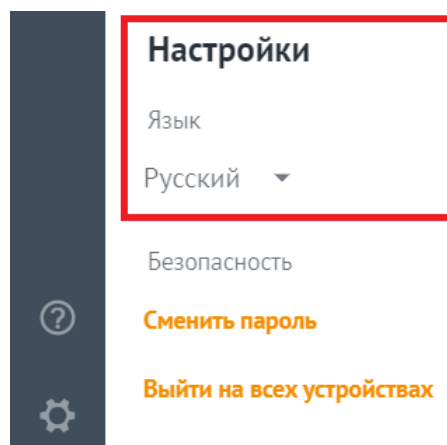 Настройки
Язык
Русский
Безопасность
Сменить пароль
Выйти на всех устройствах